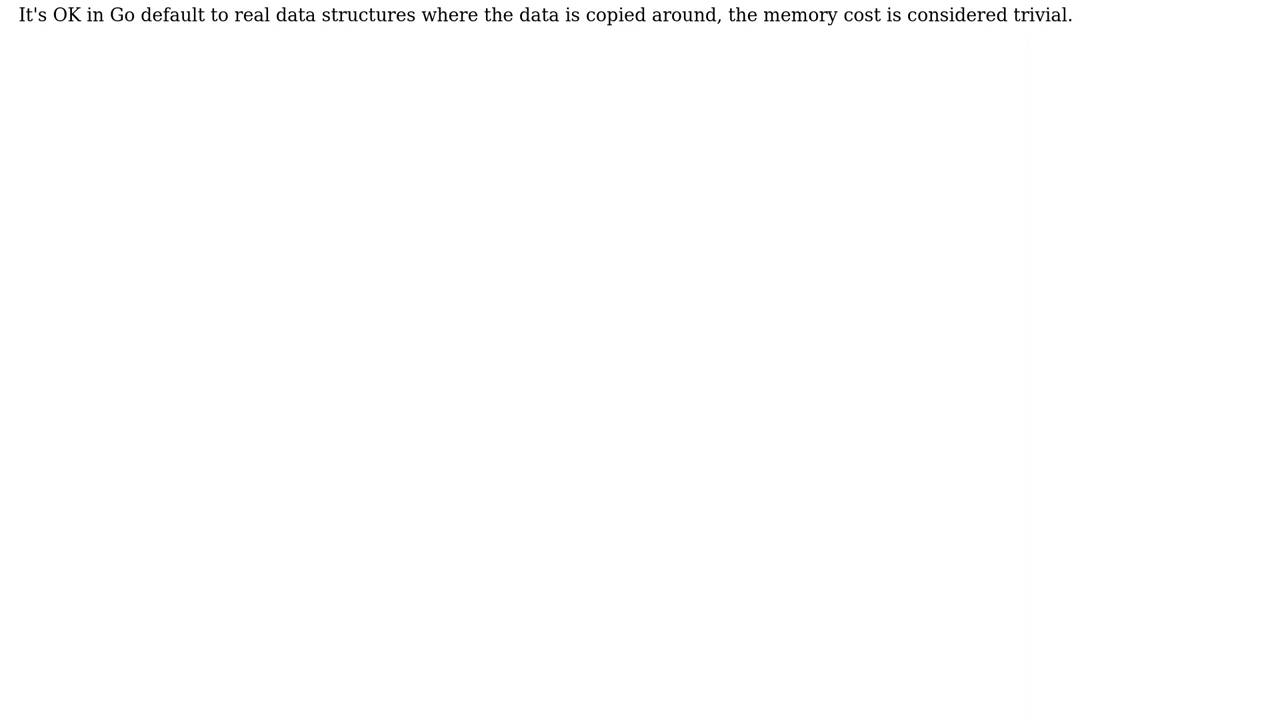 It's OK in Go default to real data structures where the data is copied around, the memory cost is considered trivial.